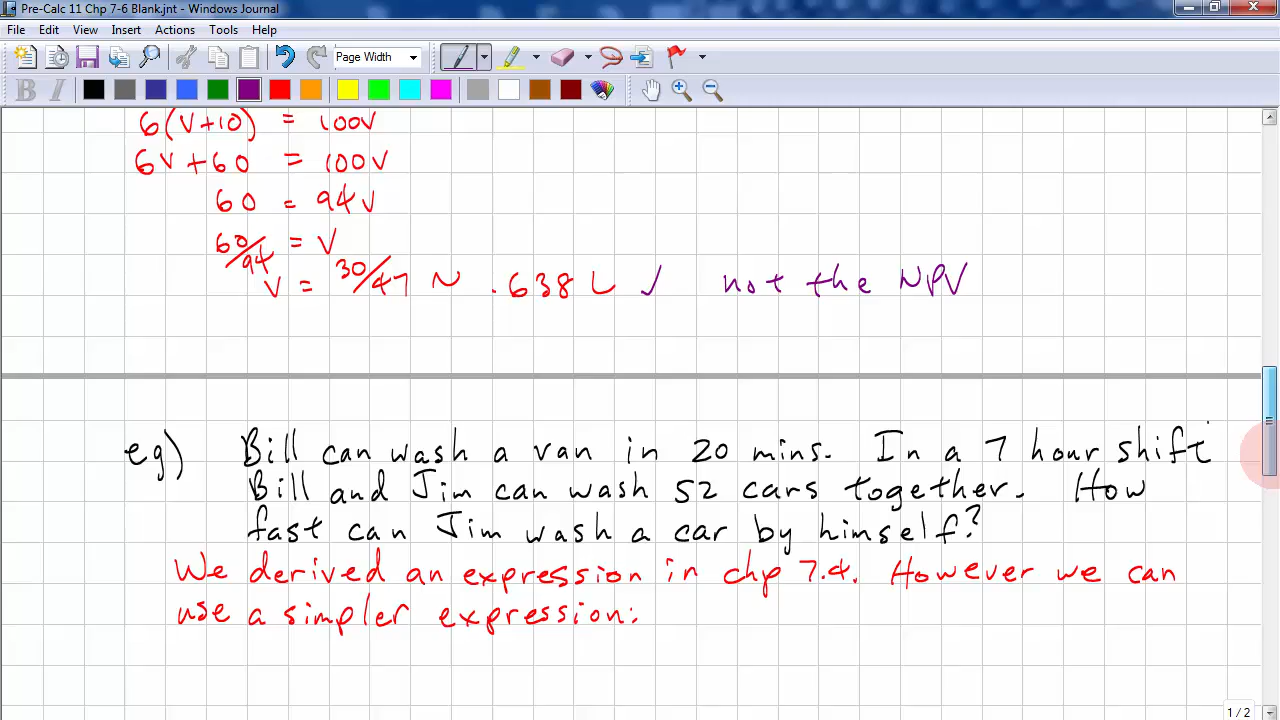 Pre-Calc 11 Chp 7-6 Blank.jnt - Windows Journal
File Edit View Insert Actions Tools Help
Page Width
B I
6(V+10) = 100V
6V+60 = 100V
60 = 94V
60/94 = V
V = 30/47 ~ .638 L ✓ not the NPV
eg) Bill can wash a van in 20 mins. In a 7 hour shift
Bill and Jim can wash 52 cars together. How
fast can Jim wash a car by himself?
We derived an expression in chp 7.4. However we can
use a simpler expression:
1 / 2